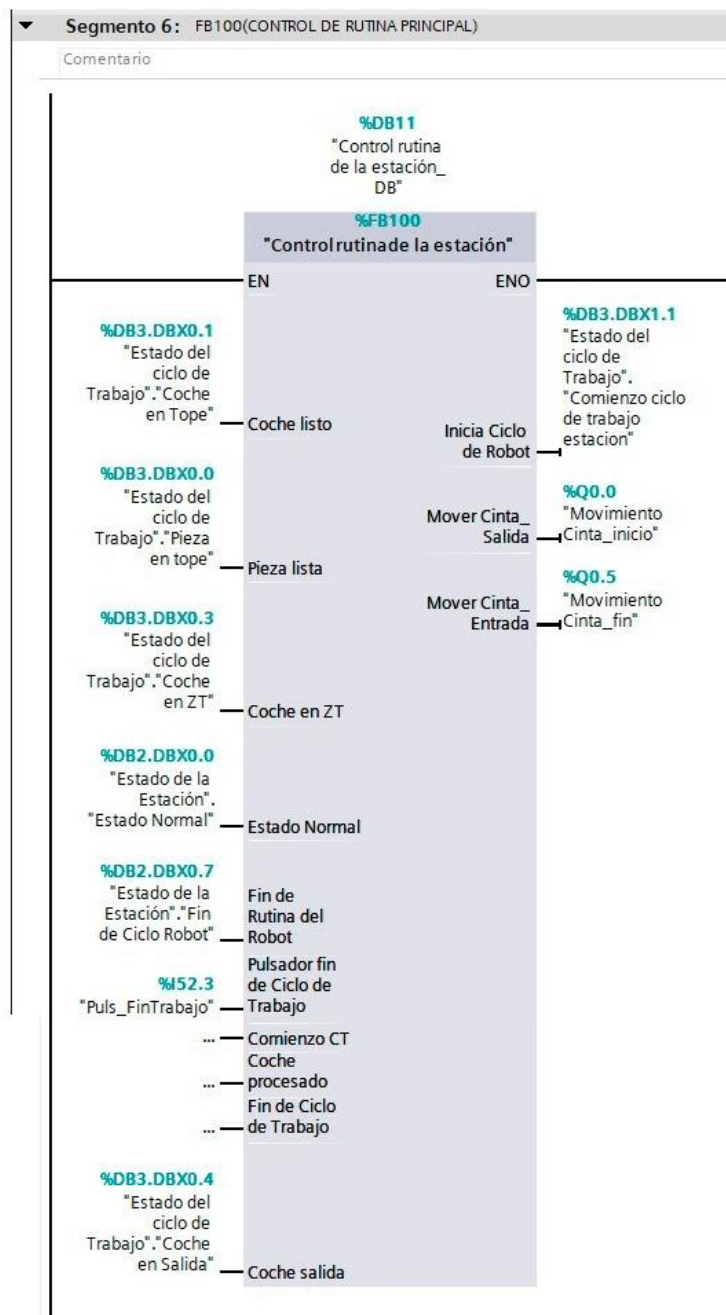 Segmento 6: FB100(CONTROL DE RUTINA PRINCIPAL)
Comentario
%DB11
"Control rutina
de la estación_
DB"
%FB100
"Control rutina de la estación"
EN
ENO
%DB3.DBX0.1
"Estado del
ciclo de
Trabajo"."Coche
en Tope"
Coche listo
%DB3.DBX1.1
"Estado del
ciclo de
Trabajo".
"Comienzo ciclo
de trabajo
estacion"
Inicia Ciclo
de Robot
%DB3.DBX0.0
"Estado del
ciclo de
Trabajo"."Pieza
en tope"
Pieza lista
%Q0.0
"Movimiento
Cinta_inicio"
Mover Cinta_
Salida
%DB3.DBX0.3
"Estado del
ciclo de
Trabajo"."Coche
en ZT"
Coche en ZT
%Q0.5
"Movimiento
Cinta_fin"
Mover Cinta_
Entrada
%DB2.DBX0.0
"Estado de la
Estación".
"Estado Normal"
Estado Normal
%DB2.DBX0.7
"Estado de la
Estación"."Fin
de Ciclo Robot"
Fin de
Rutina del
Robot
%I52.3
"Puls_FinTrabajo"
Pulsador fin
de Ciclo de
Trabajo
...
Comienzo CT
...
Coche
procesado
...
Fin de Ciclo
de Trabajo
%DB3.DBX0.4
"Estado del
ciclo de
Trabajo"."Coche
en Salida"
Coche salida